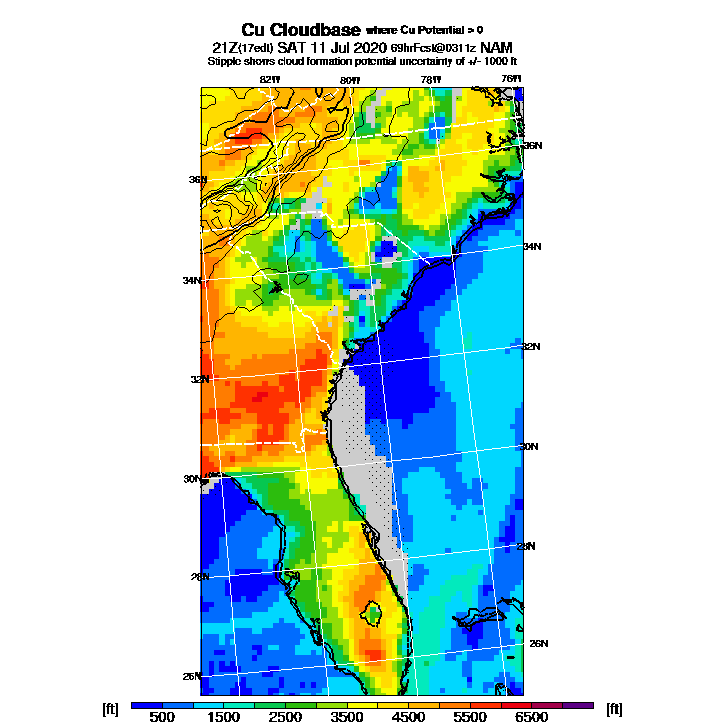 Cu Cloudbase where Cu Potential > 0
21Z(17edt) SAT 11 Jul 2020 69hrFcst@0311z NAM
Stipple shows cloud formation potential uncertainty of +/- 1000 ft
82W 80W 78W 76W
36N
36N
34N
34N
32N
32N
30N
30N
28N
28N
26N
26N
[ft] 500 1500 2500 3500 4500 5500 6500 [ft]